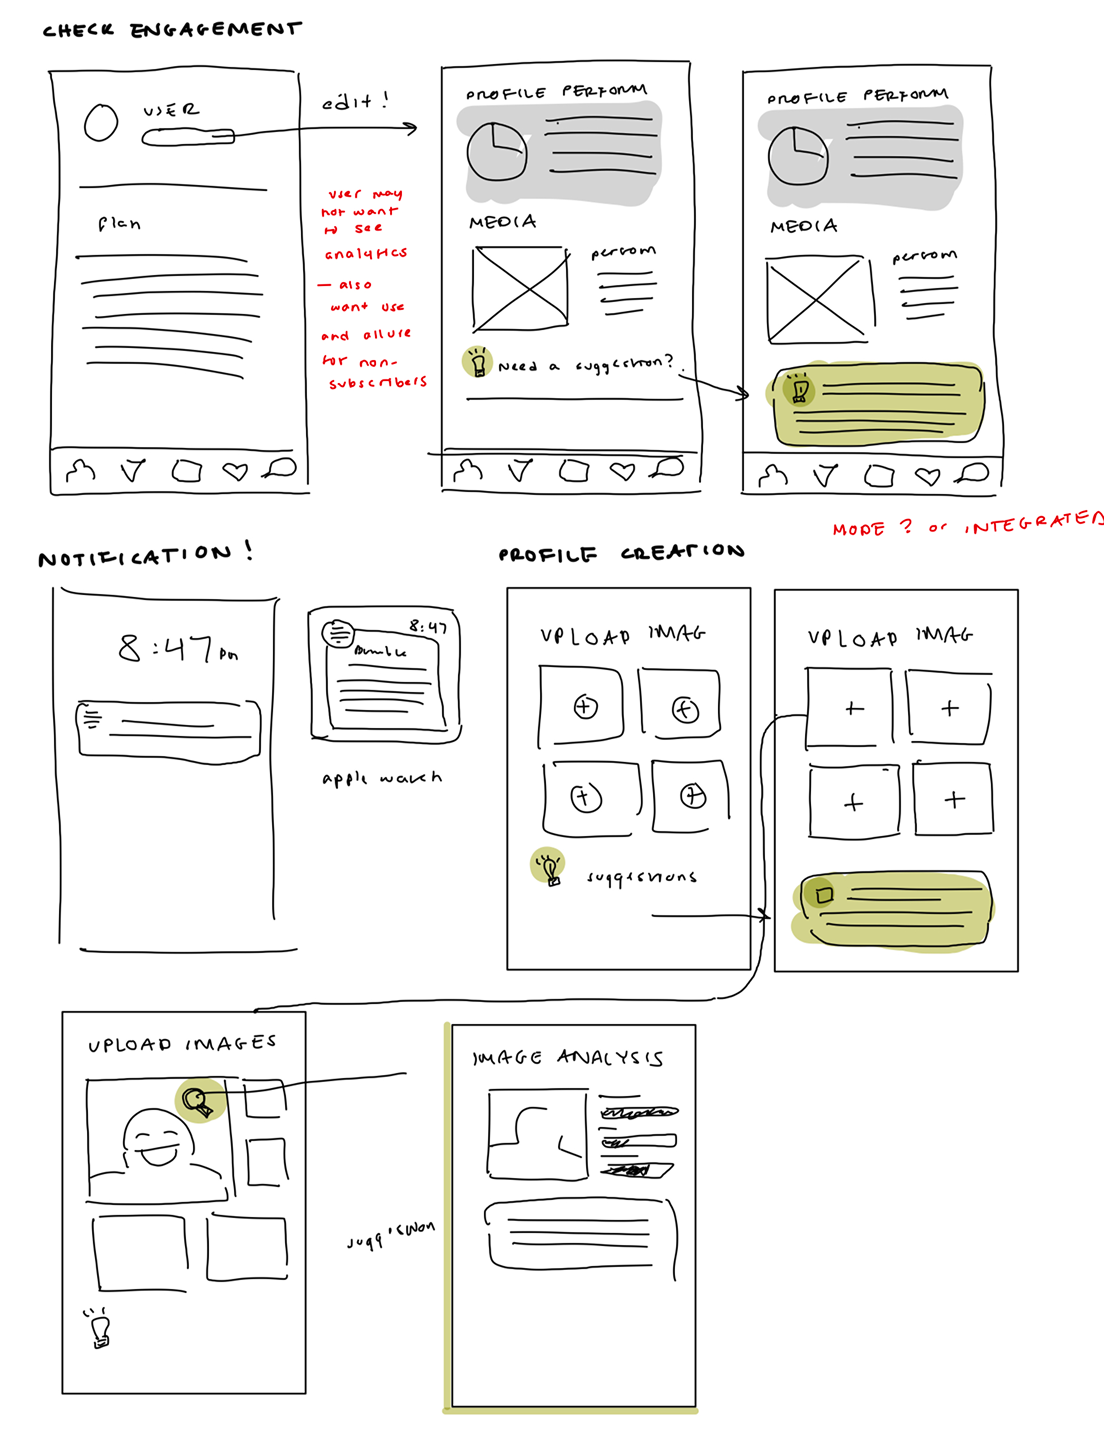 CHECK ENGAGEMENT
USER
edit!
Plan
user may
not want
to see
analytics
— also
want use
and allure
for non-
subscribers
PROFILE PERFORM
MEDIA
perfom
Need a suggestion?
PROFILE PERFORM
MEDIA
perfom
MODE? or INTEGRATED
NOTIFICATION!
8:47 pm
8:47
Bumble
apple watch
PROFILE CREATION
UPLOAD IMAG
suggestions
UPLOAD IMAG
UPLOAD IMAGES
suggestion
IMAGE ANALYSIS